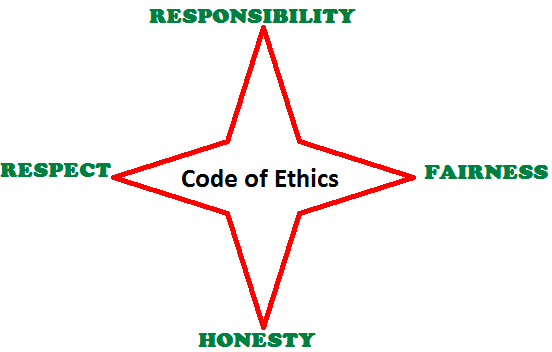 RESPONSIBILITY
RESPECT
Code of Ethics
FAIRNESS
HONESTY